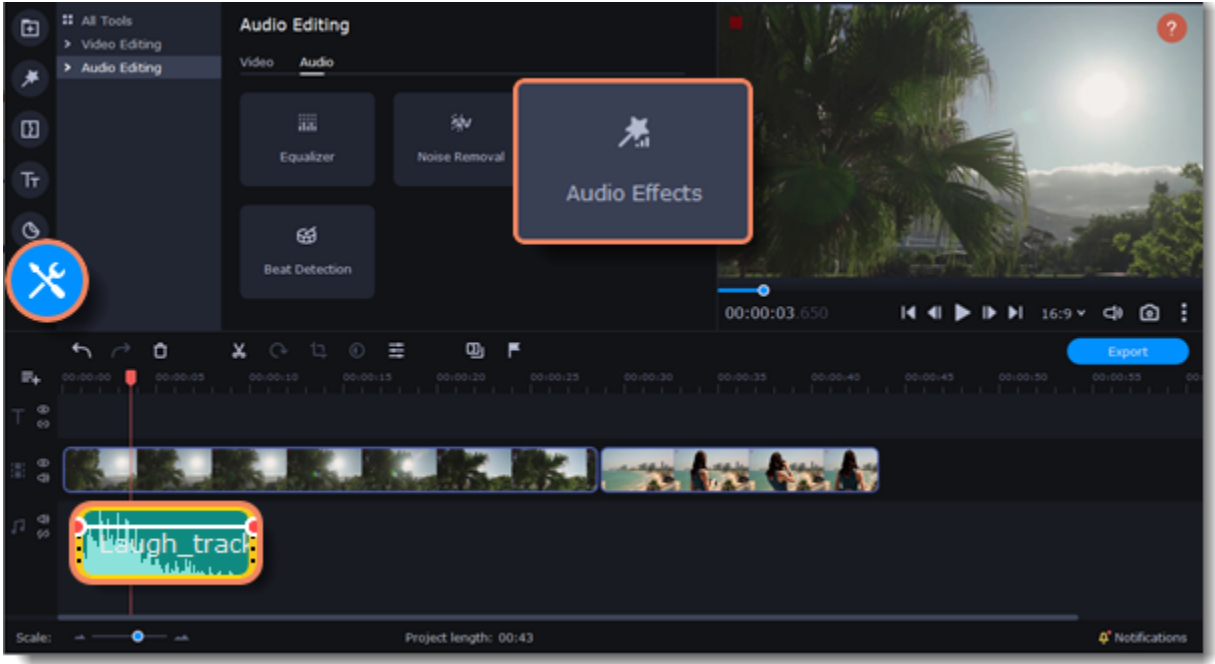 All Tools
Video Editing
Audio Editing
Audio Editing
Video Audio
Equalizer
Noise Removal
Audio Effects
Beat Detection
?
Tт
00:00:03.650
16:9
Export
00:00:00 00:00:05 00:00:10 00:00:15 00:00:20 00:00:25 00:00:30 00:00:35 00:00:40 00:00:45 00:00:50 00:00:55 00:
T
Laugh_track
Scale:
Project length: 00:43
Notifications